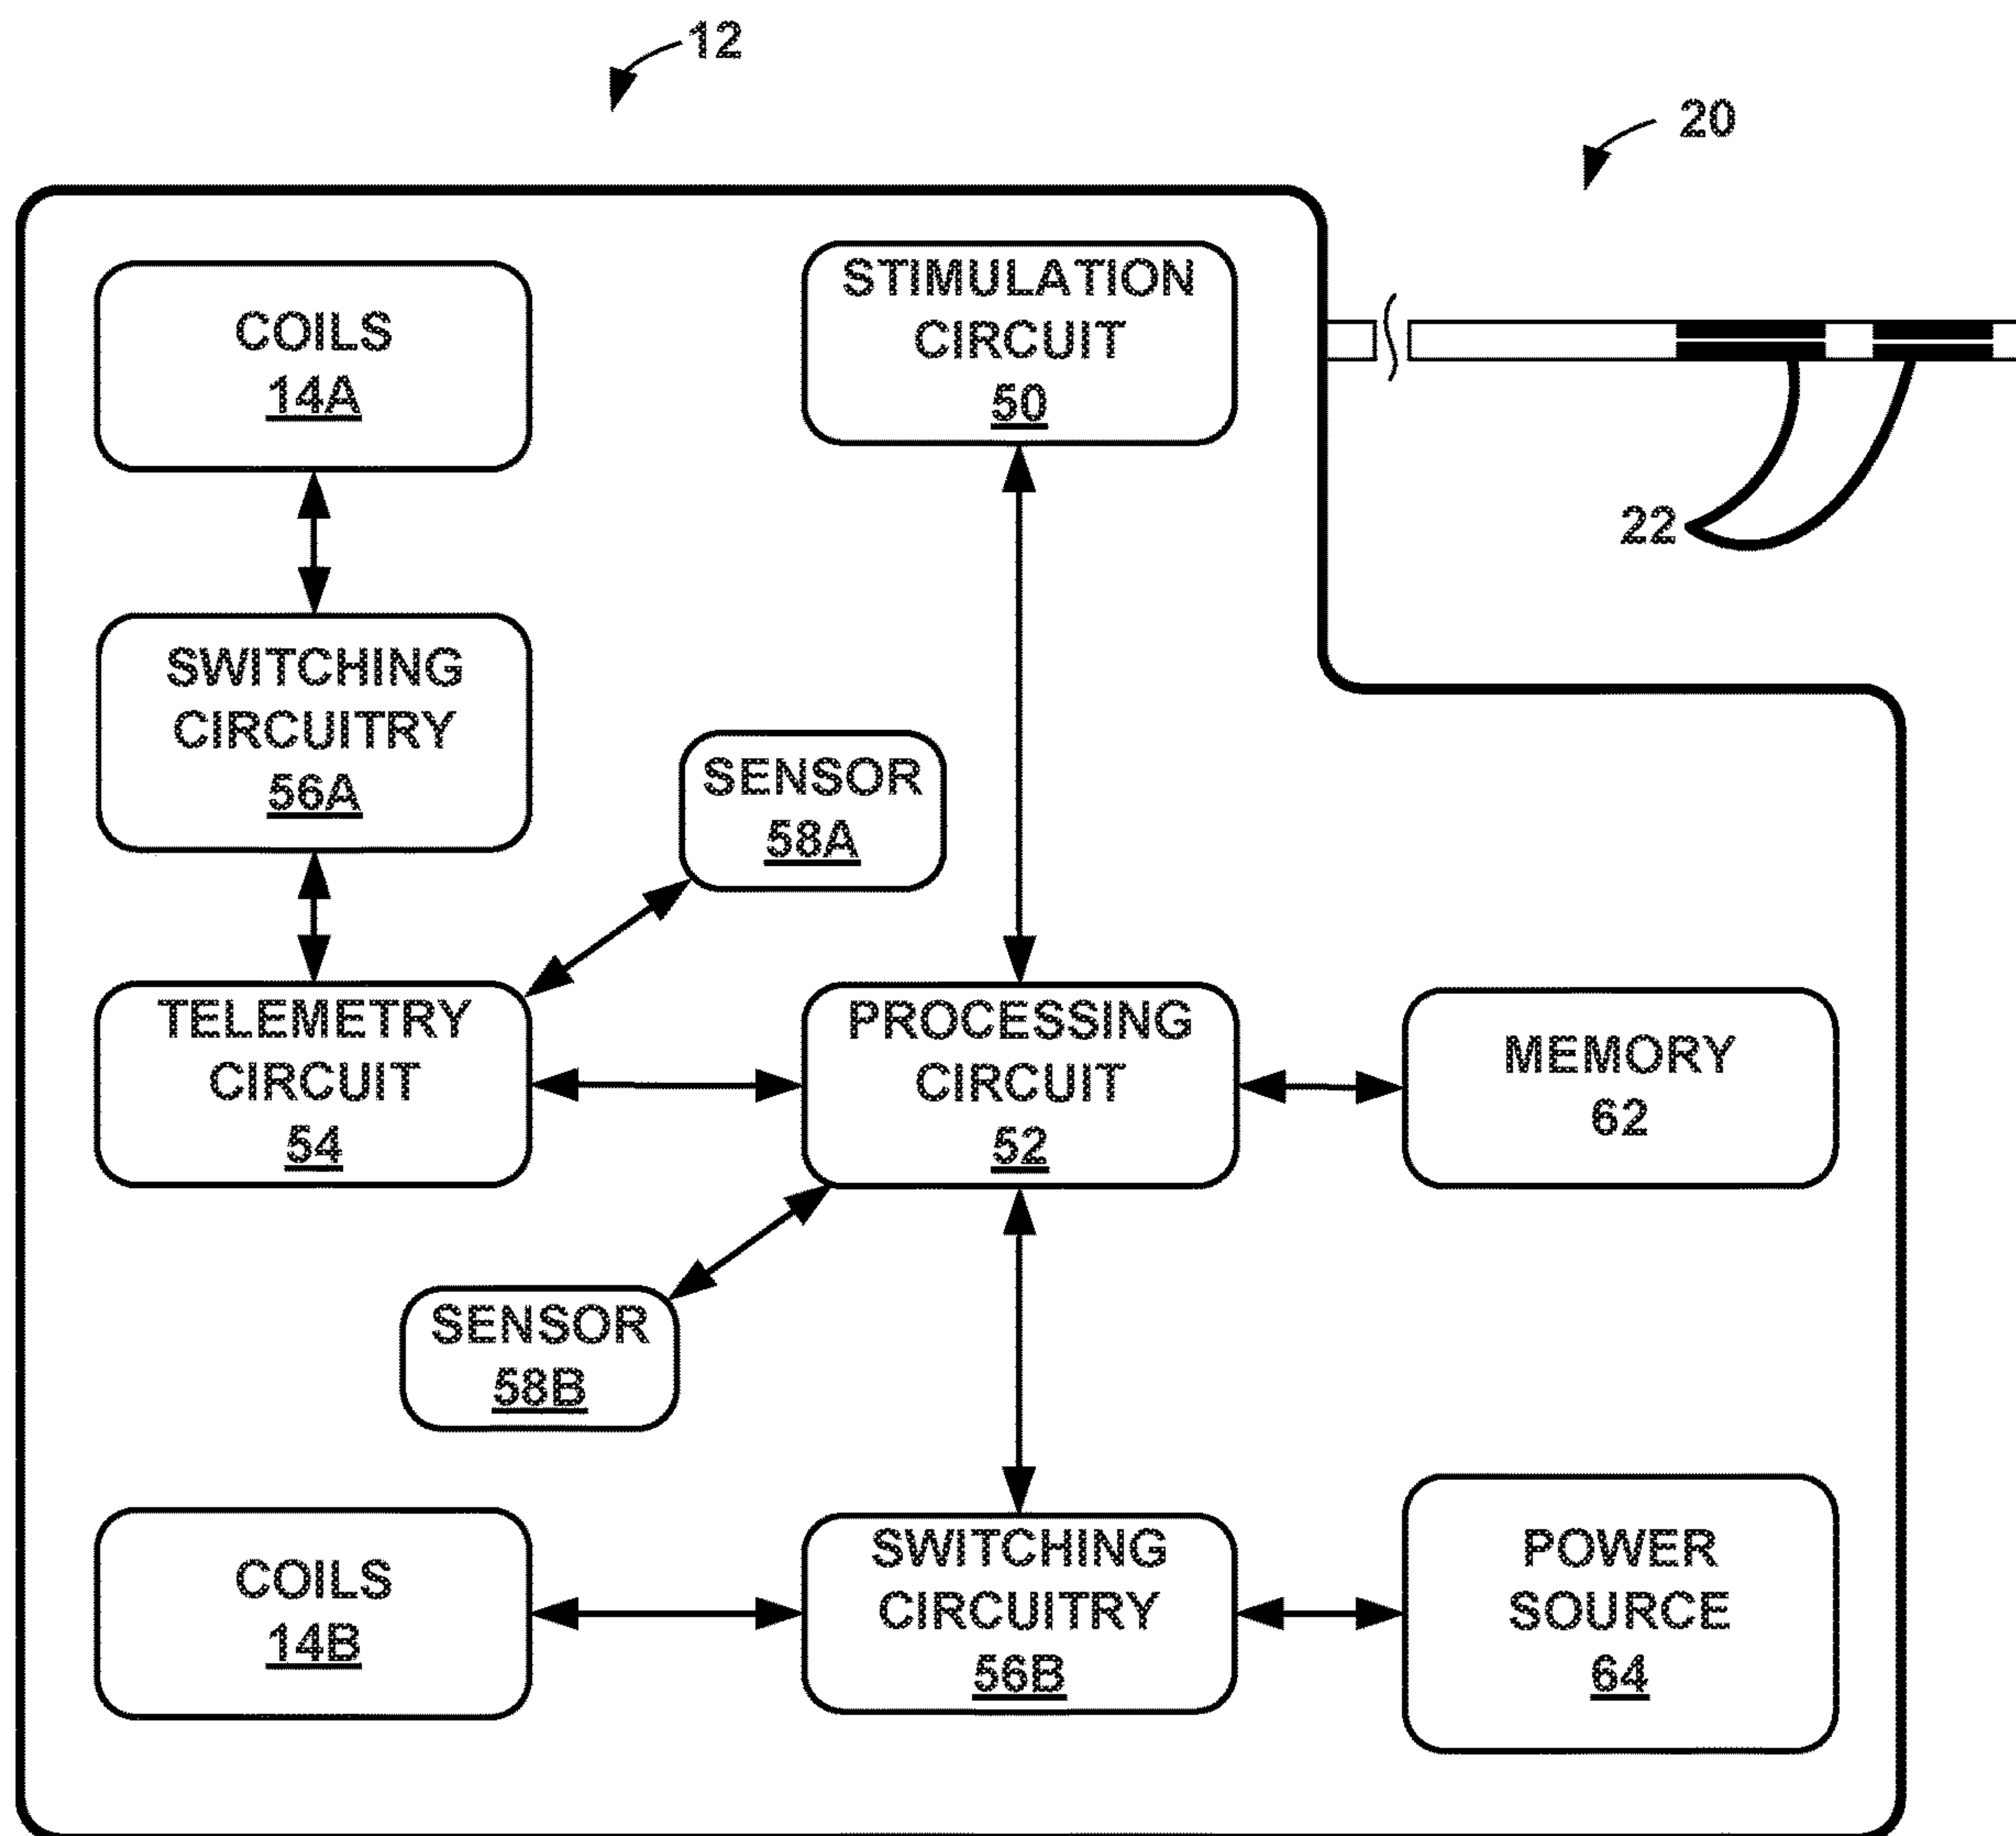 12
20
COILS
14A
STIMULATION
CIRCUIT
50
22
SWITCHING
CIRCUITRY
56A
SENSOR
58A
TELEMETRY
CIRCUIT
54
PROCESSING
CIRCUIT
52
MEMORY
62
SENSOR
58B
COILS
14B
SWITCHING
CIRCUITRY
56B
POWER
SOURCE
64